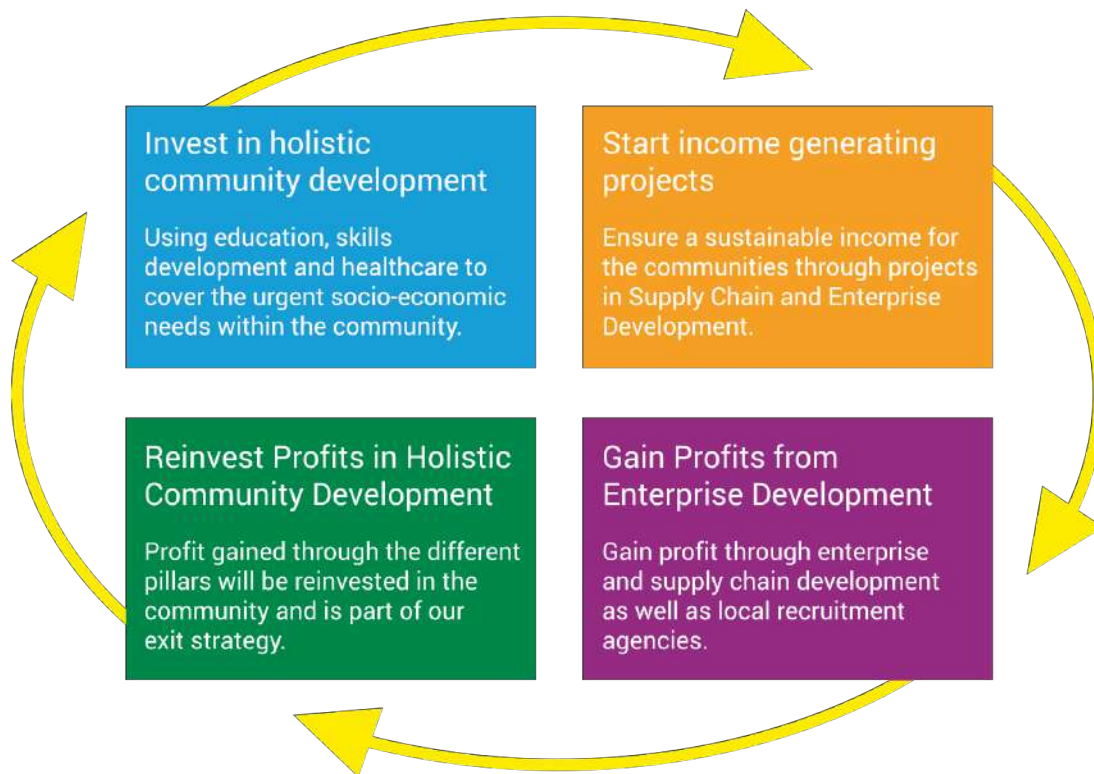 Invest in holistic
community development
Using education, skills
development and healthcare to
cover the urgent socio-economic
needs within the community.
Start income generating
projects
Ensure a sustainable income for
the communities through projects
in Supply Chain and Enterprise
Development.
Reinvest Profits in Holistic
Community Development
Profit gained through the different
pillars will be reinvested in the
community and is part of our
exit strategy.
Gain Profits from
Enterprise Development
Gain profit through enterprise
and supply chain development
as well as local recruitment
agencies.